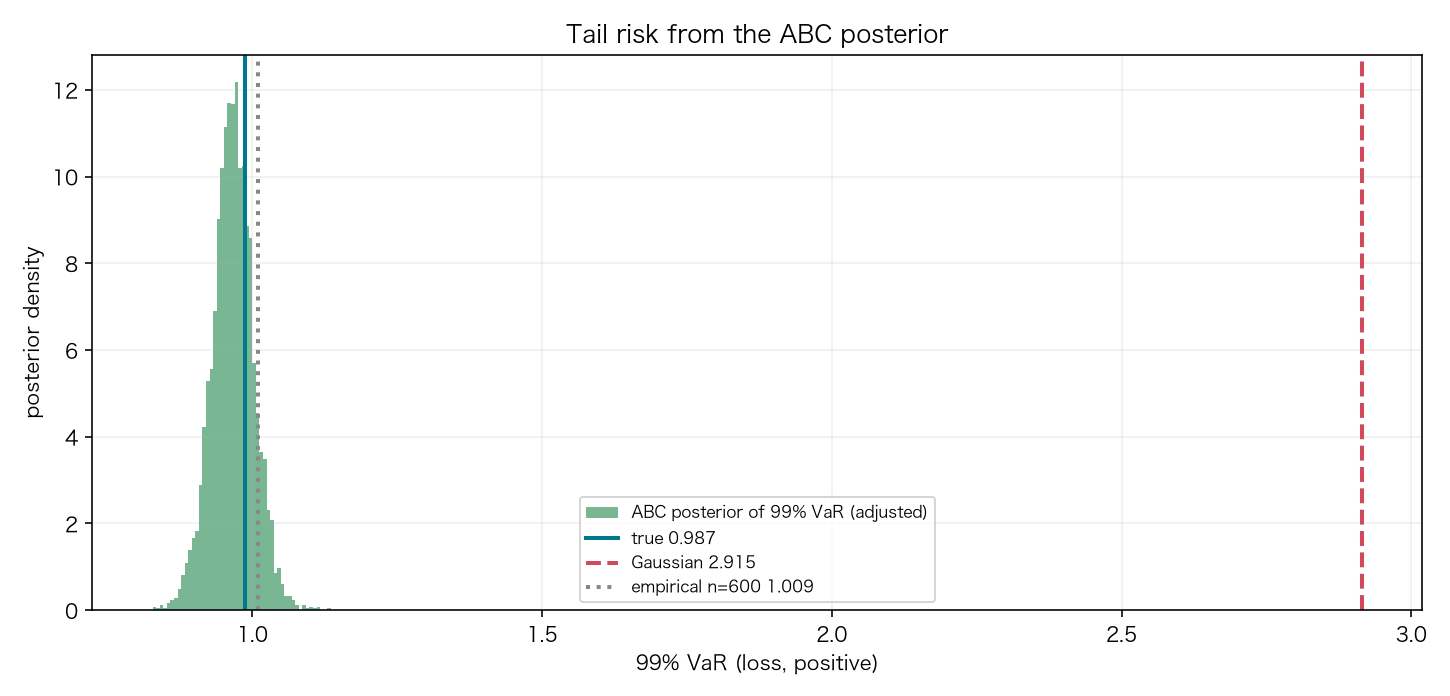 Tail risk from the ABC posterior
posterior density
12
10
8
6
4
2
0
ABC posterior of 99% VaR (adjusted)
true 0.987
Gaussian 2.915
empirical n=600 1.009
1.0 1.5 2.0 2.5 3.0
99% VaR (loss, positive)